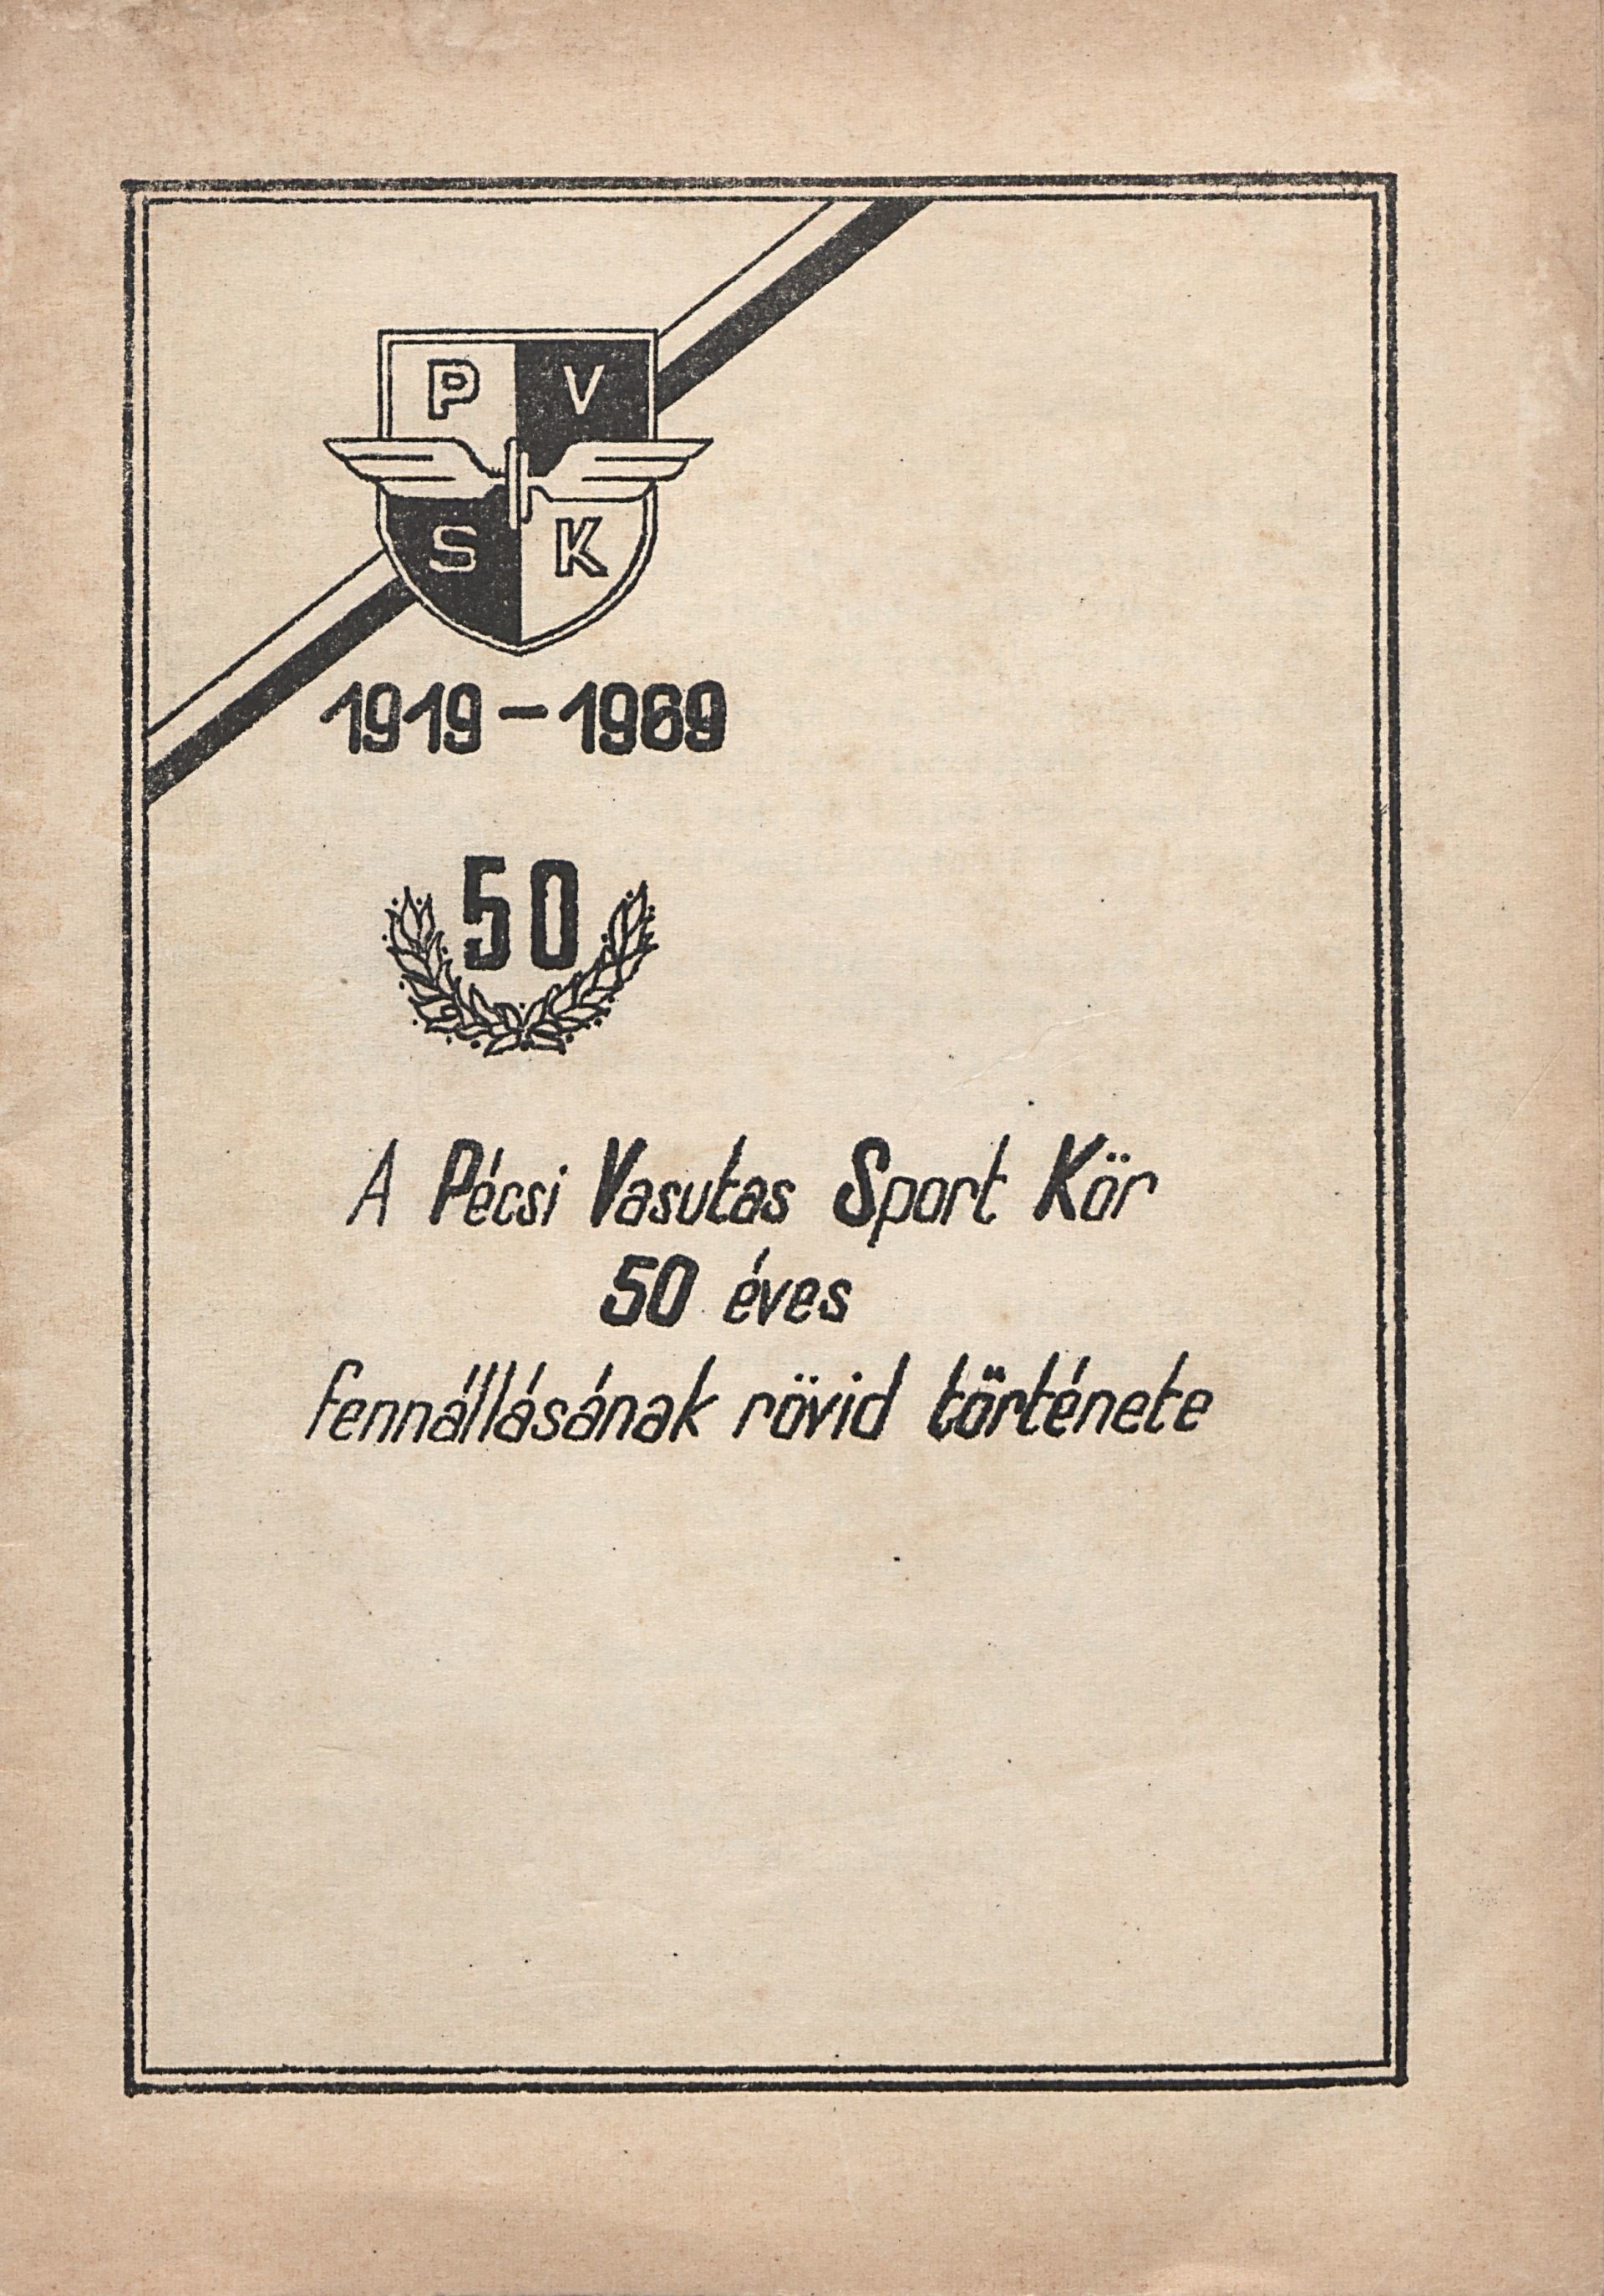 P V
S K
1919-1969
50
A Pécsi Vasutas Sport Kör
50 éves
fennállásának rövid története